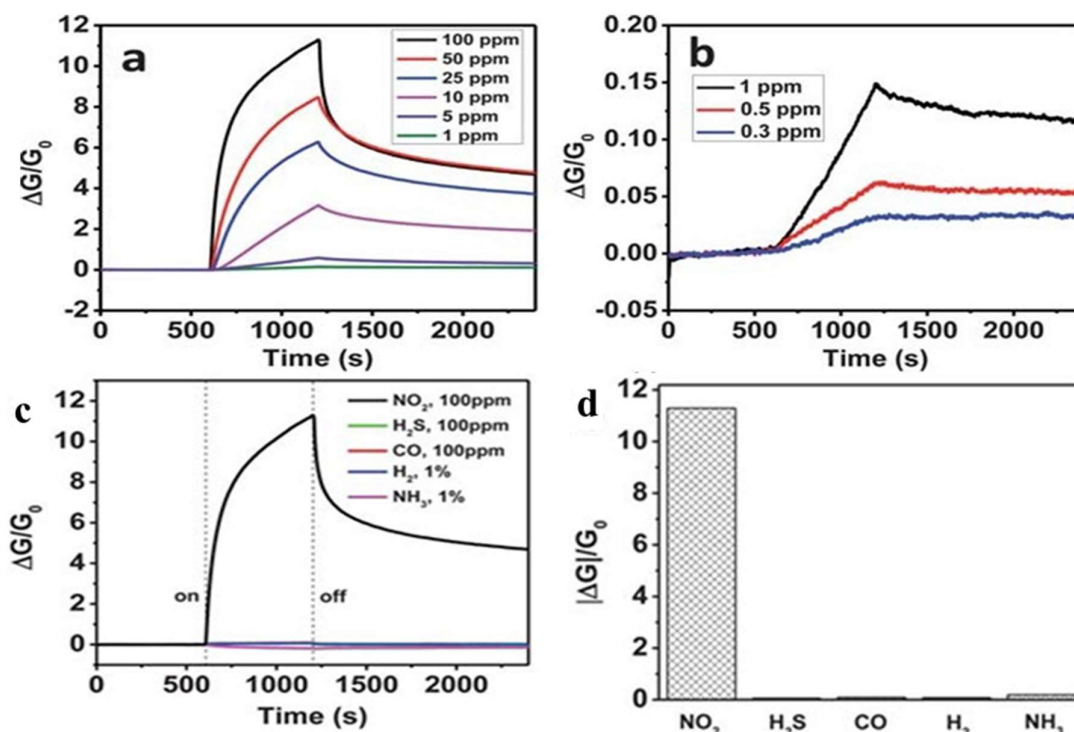 a
12
10
8
6
4
2
0
-2
ΔG/G₀
0 500 1000 1500 2000
Time (s)
100 ppm
50 ppm
25 ppm
10 ppm
5 ppm
1 ppm
b
0.20
0.15
0.10
0.05
0.00
-0.05
ΔG/G₀
0 500 1000 1500 2000
Time (s)
1 ppm
0.5 ppm
0.3 ppm
c
12
10
8
6
4
2
0
ΔG/G₀
0 500 1000 1500 2000
Time (s)
NO₂, 100ppm
H₂S, 100ppm
CO, 100ppm
H₂, 1%
NH₃, 1%
on
off
d
12
10
8
6
4
2
0
|ΔG|/G₀
NO₂ H₂S CO H₂ NH₃